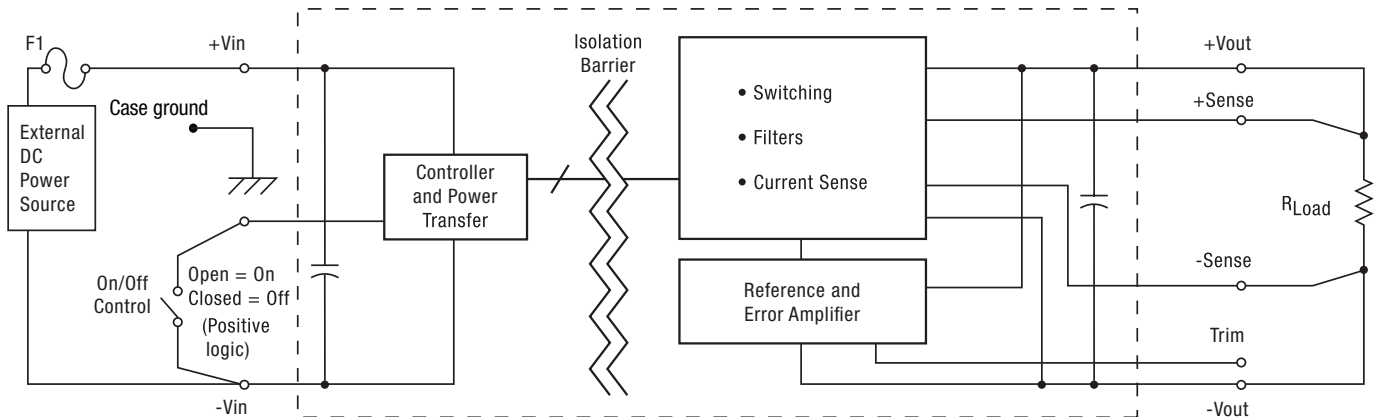 F1
+Vin
Isolation
Barrier
+Vout
Case ground
• Switching
+Sense
External
DC
Power
Source
• Filters
Controller
and Power
Transfer
• Current Sense
RLoad
On/Off
Control
Open = On
Closed = Off
(Positive
logic)
-Sense
Reference and
Error Amplifier
Trim
-Vin
-Vout